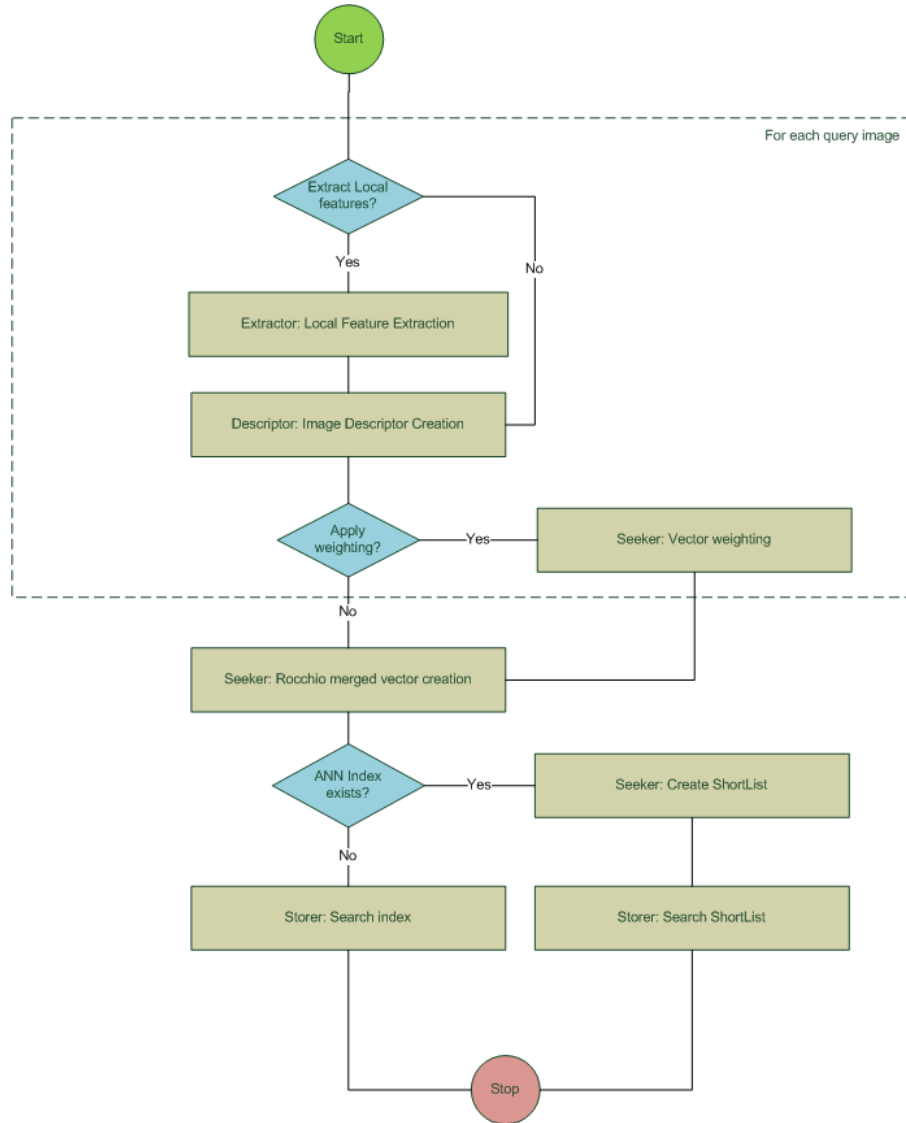 Start
For each query image
Extract Local
features?
Yes
No
Extractor: Local Feature Extraction
Descriptor: Image Descriptor Creation
Apply
weighting?
Yes
Seeker: Vector weighting
No
Seeker: Rocchio merged vector creation
ANN Index
exists?
Yes
Seeker: Create ShortList
No
Storer: Search index
Storer: Search ShortList
Stop